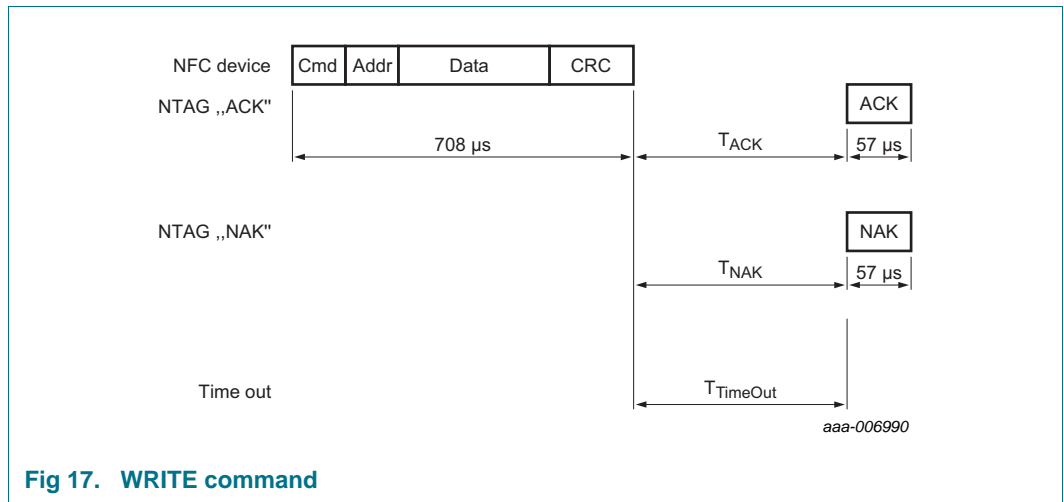 NFC device Cmd Addr Data CRC
NTAG ,,ACK" ACK
708 µs TACK 57 µs
NTAG ,,NAK" NAK
TNAK 57 µs
Time out TTimeOut
aaa-006990
Fig 17. WRITE command